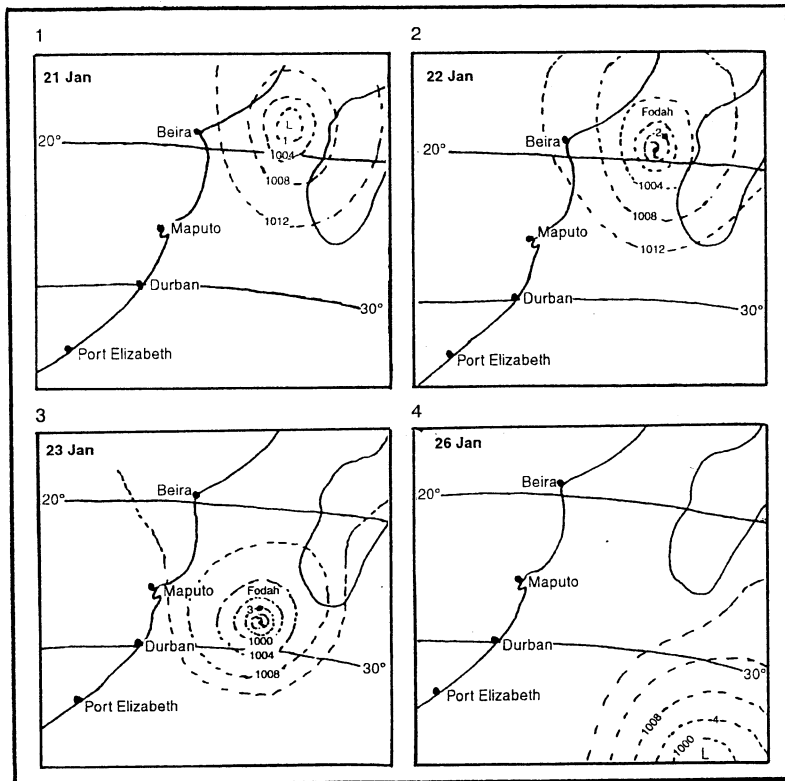 1
21 Jan
Beira
20°
L
1
1004
1008
1012
Maputo
Durban
30°
Port Elizabeth
2
22 Jan
Fodah
2
Beira
20°
1004
1008
1012
Maputo
Durban
30°
Port Elizabeth
3
23 Jan
Beira
20°
Maputo
Fodah
3
1000
1004
1008
Durban
30°
Port Elizabeth
4
26 Jan
Beira
20°
Maputo
Durban
30°
Port Elizabeth
1008
4
1000
L